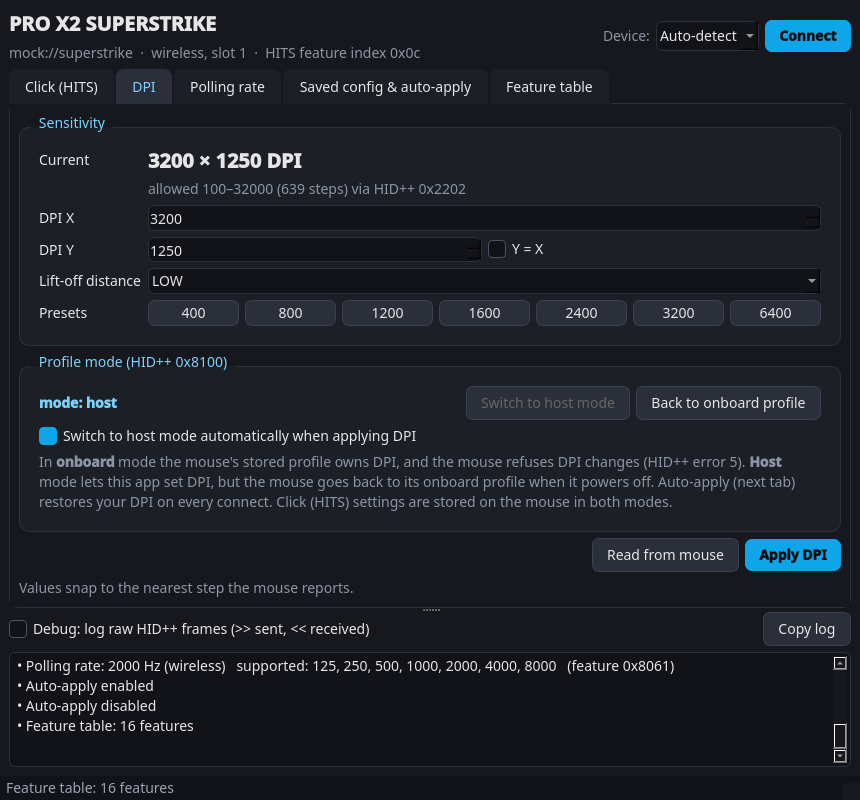 PRO X2 SUPERSTRIKE
mock://superstrike · wireless, slot 1 · HITS feature index 0x0c
Device: Auto-detect Connect
Click (HITS) DPI Polling rate Saved config & auto-apply Feature table
Sensitivity
Current 3200 × 1250 DPI
allowed 100–32000 (639 steps) via HID++ 0x2202
DPI X 3200
DPI Y 1250 Y = X
Lift-off distance LOW
Presets 400 800 1200 1600 2400 3200 6400
Profile mode (HID++ 0x8100)
mode: host Switch to host mode Back to onboard profile
Switch to host mode automatically when applying DPI
In onboard mode the mouse's stored profile owns DPI, and the mouse refuses DPI changes (HID++ error 5). Host
mode lets this app set DPI, but the mouse goes back to its onboard profile when it powers off. Auto-apply (next tab)
restores your DPI on every connect. Click (HITS) settings are stored on the mouse in both modes.
Read from mouse Apply DPI
Values snap to the nearest step the mouse reports.
Debug: log raw HID++ frames (>> sent, << received) Copy log
• Polling rate: 2000 Hz (wireless) supported: 125, 250, 500, 1000, 2000, 4000, 8000 (feature 0x8061)
• Auto-apply enabled
• Auto-apply disabled
• Feature table: 16 features
Feature table: 16 features